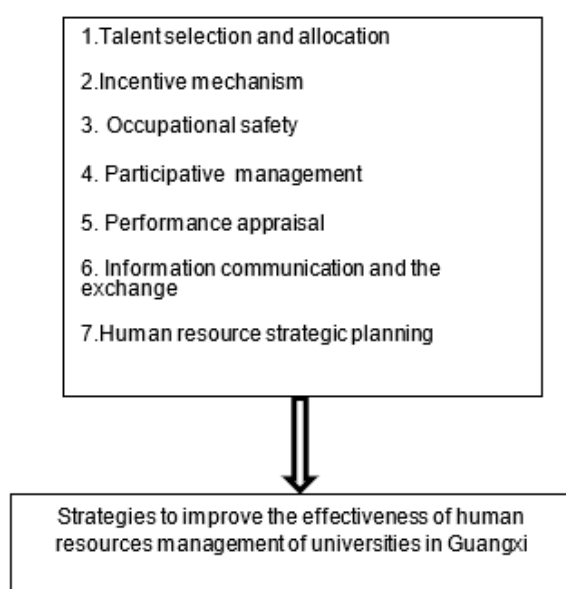 1.Talent selection and allocation
2.Incentive mechanism
3. Occupational safety
4. Participative management
5. Performance appraisal
6. Information communication and the
exchange
7.Human resource strategic planning
Strategies to improve the effectiveness of human
resources management of universities in Guangxi